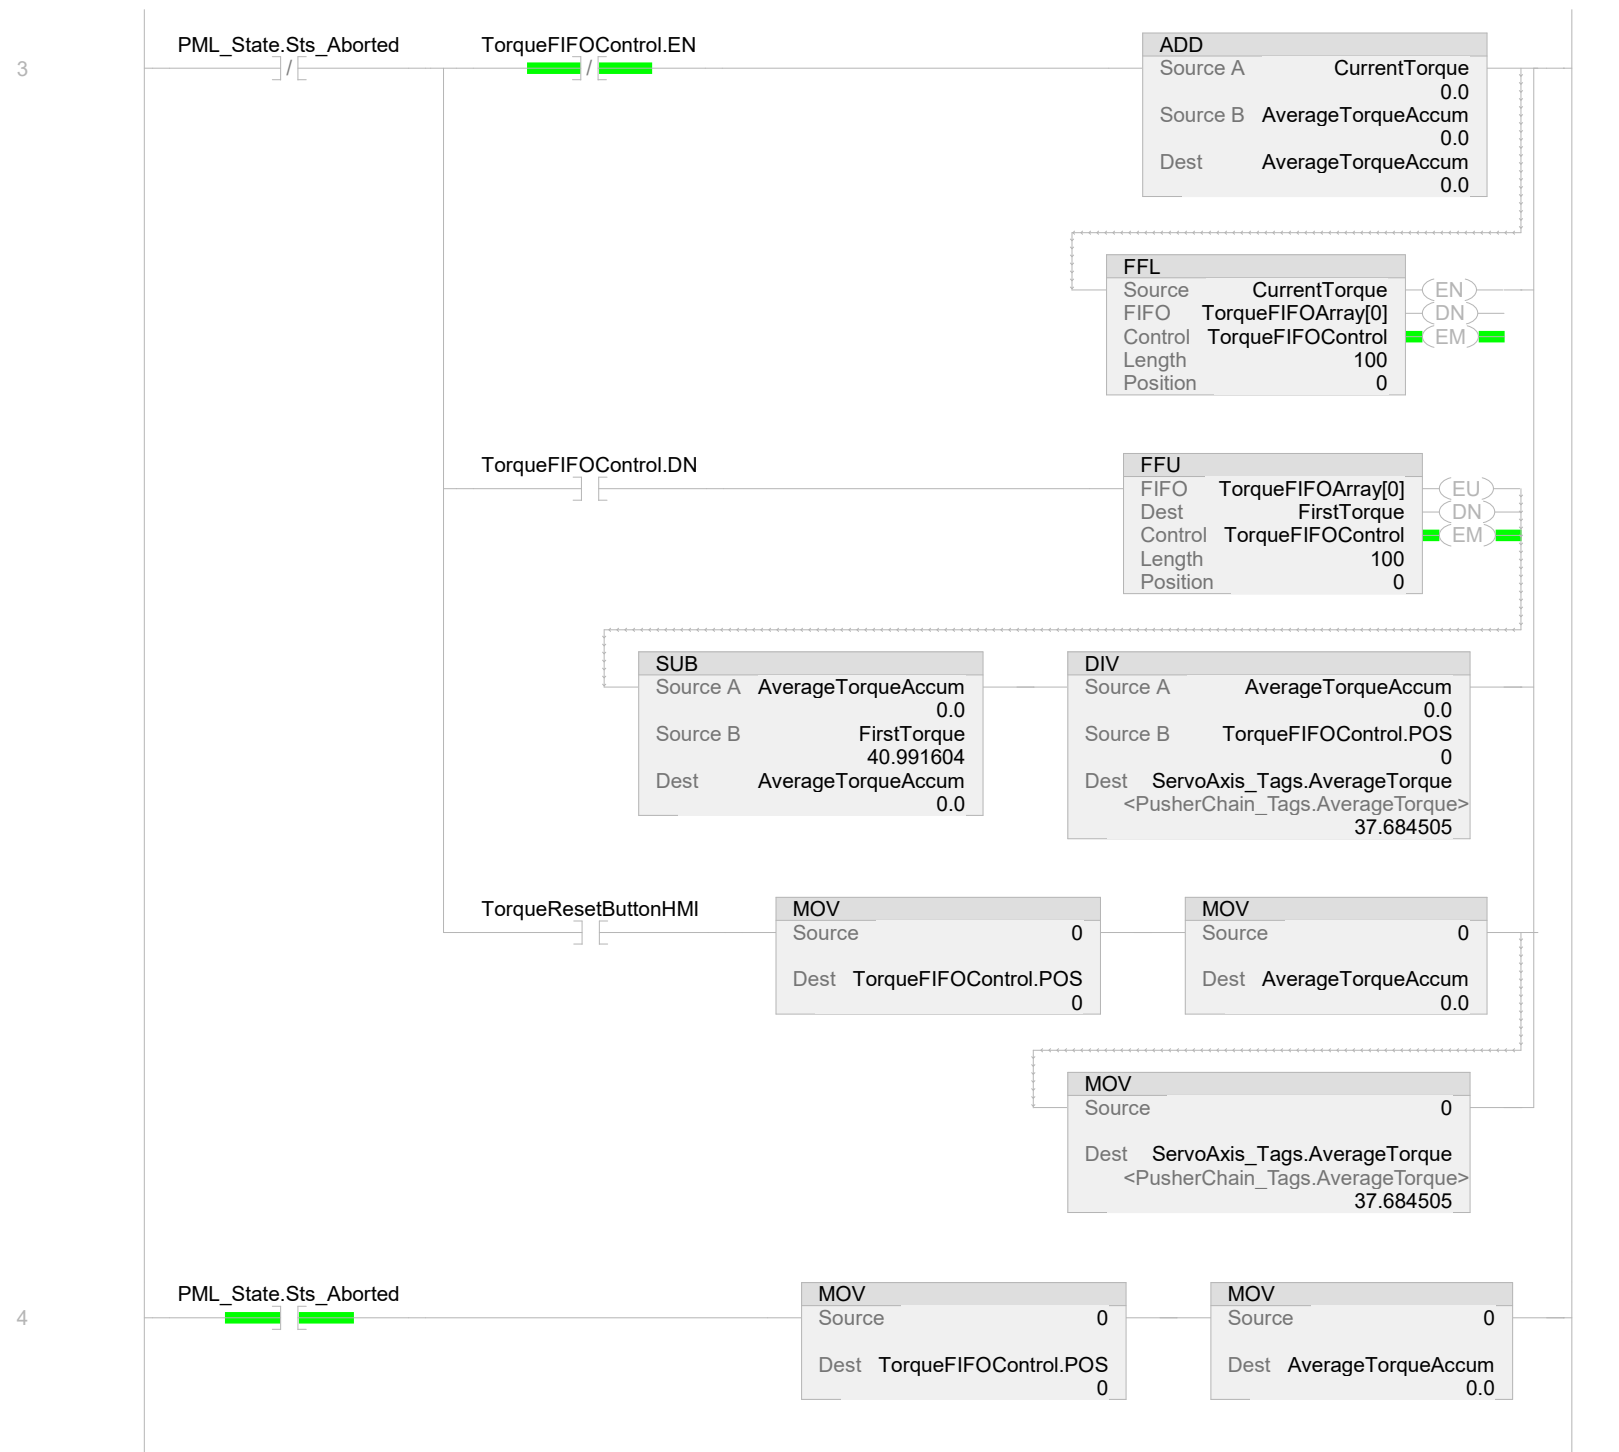 PML_State.Sts_Aborted
TorqueFIFOControl.EN
3
/
/
ADD
Source A CurrentTorque
0.0
Source B AverageTorqueAccum
0.0
Dest AverageTorqueAccum
0.0
FFL
Source CurrentTorque
FIFO TorqueFIFOArray[0]
Control TorqueFIFOControl
Length 100
Position 0
EN
DN
EM
TorqueFIFOControl.DN
FFU
FIFO TorqueFIFOArray[0]
Dest FirstTorque
Control TorqueFIFOControl
Length 100
Position 0
EU
DN
EM
SUB
Source A AverageTorqueAccum
0.0
Source B FirstTorque
40.991604
Dest AverageTorqueAccum
0.0
DIV
Source A AverageTorqueAccum
0.0
Source B TorqueFIFOControl.POS
0
Dest ServoAxis_Tags.AverageTorque
<PusherChain_Tags.AverageTorque>
37.684505
TorqueResetButtonHMI
MOV
Source 0
Dest TorqueFIFOControl.POS
0
MOV
Source 0
Dest AverageTorqueAccum
0.0
MOV
Source 0
Dest ServoAxis_Tags.AverageTorque
<PusherChain_Tags.AverageTorque>
37.684505
PML_State.Sts_Aborted
4
MOV
Source 0
Dest TorqueFIFOControl.POS
0
MOV
Source 0
Dest AverageTorqueAccum
0.0